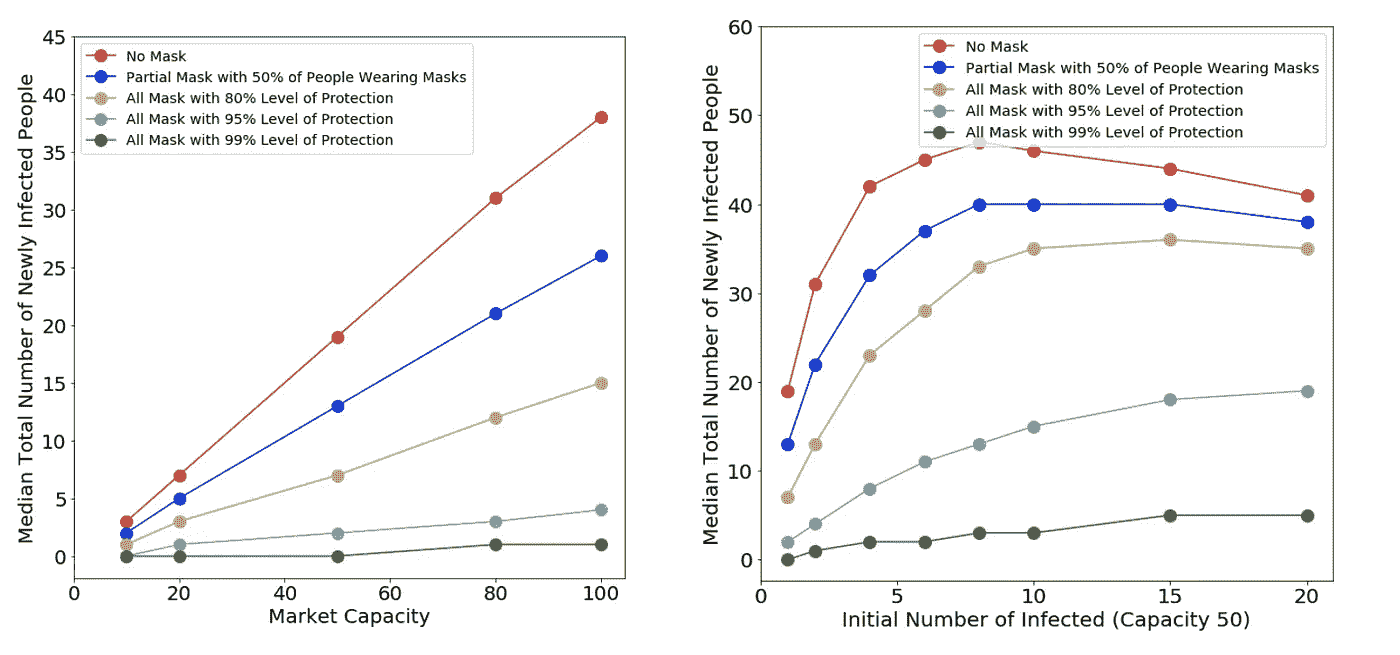 Median Total Number of Newly Infected People
45
40
35
30
25
20
15
10
5
0
No Mask
Partial Mask with 50% of People Wearing Masks
All Mask with 80% Level of Protection
All Mask with 95% Level of Protection
All Mask with 99% Level of Protection
0 20 40 60 80 100
Market Capacity
Median Total Number of Newly Infected People
60
50
40
30
20
10
0
No Mask
Partial Mask with 50% of People Wearing Masks
All Mask with 80% Level of Protection
All Mask with 95% Level of Protection
All Mask with 99% Level of Protection
0 5 10 15 20
Initial Number of Infected (Capacity 50)